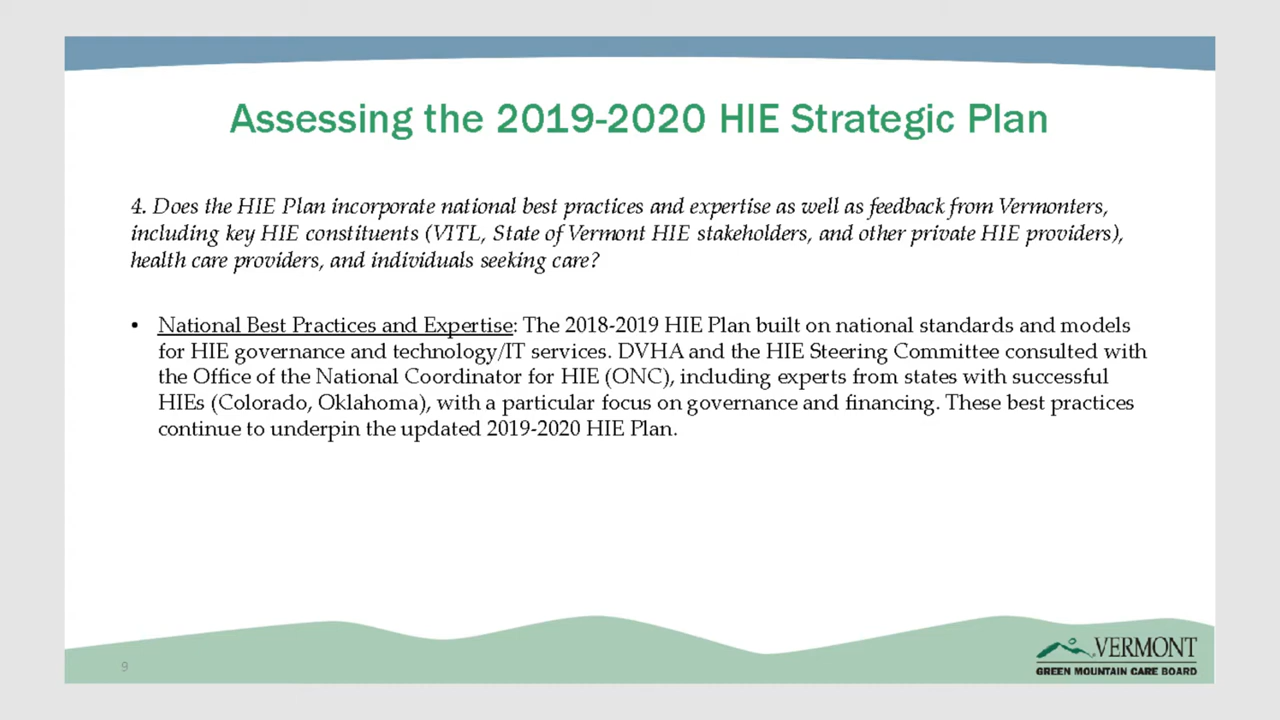 Assessing the 2019-2020 HIE Strategic Plan
4. Does the HIE Plan incorporate national best practices and expertise as well as feedback from Vermonters,
including key HIE constituents (VITL, State of Vermont HIE stakeholders, and other private HIE providers),
health care providers, and individuals seeking care?
• National Best Practices and Expertise: The 2018-2019 HIE Plan built on national standards and models
for HIE governance and technology/IT services. DVHA and the HIE Steering Committee consulted with
the Office of the National Coordinator for HIE (ONC), including experts from states with successful
HIEs (Colorado, Oklahoma), with a particular focus on governance and financing. These best practices
continue to underpin the updated 2019-2020 HIE Plan.
9
VERMONT
GREEN MOUNTAIN CARE BOARD